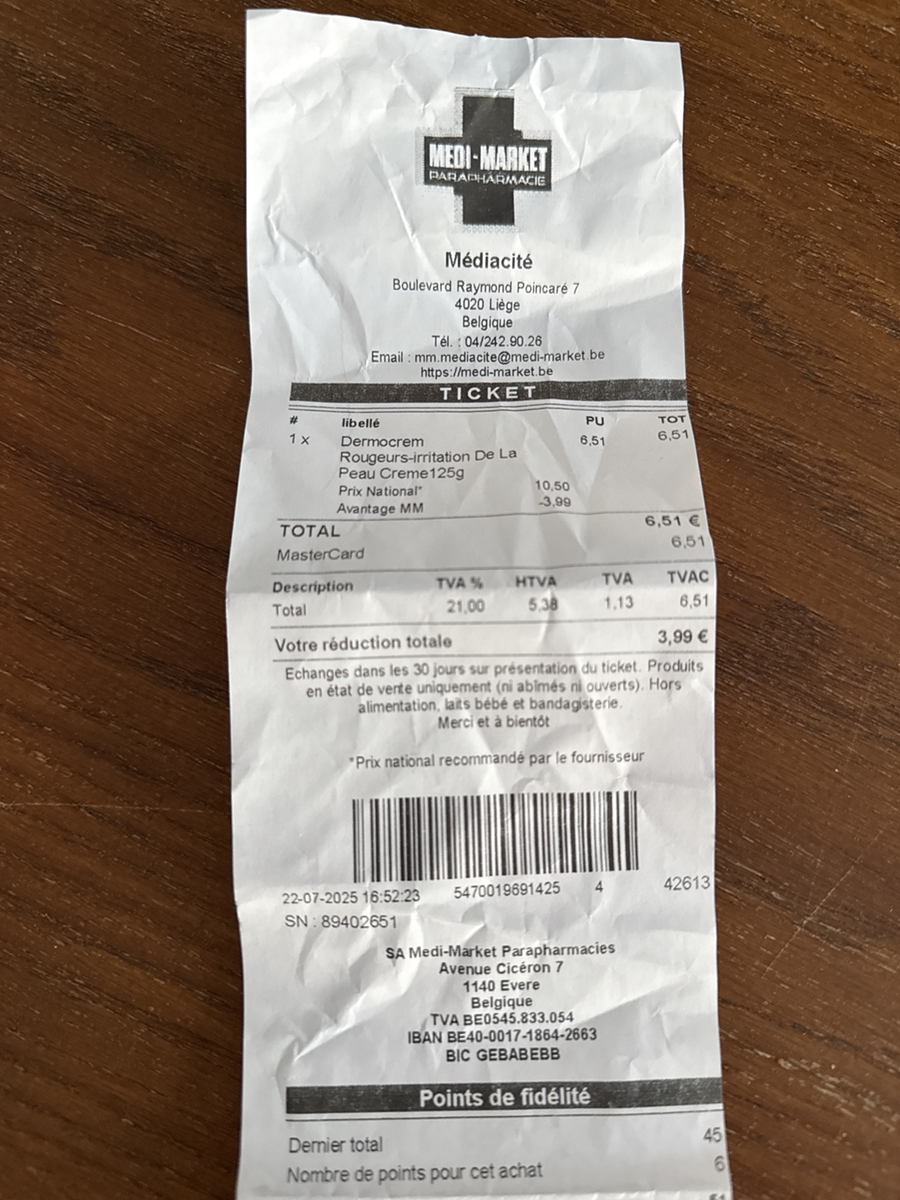 MEDI-MARKET
PARAPHARMACIE
Médiacité
Boulevard Raymond Poincaré 7
4020 Liège
Belgique
Tél. : 04/242.90.26
Email : mm.mediacite@medi-market.be
https://medi-market.be
TICKET
# libellé PU TOT
1 x Dermocrem 6,51 6,51
Rougeurs-irritation De La
Peau Creme125g
Prix National* 10,50
Avantage MM -3,99
TOTAL 6,51 €
MasterCard 6,51
Description TVA % HTVA TVA TVAC
Total 21,00 5,38 1,13 6,51
Votre réduction totale 3,99 €
Echanges dans les 30 jours sur présentation du ticket. Produits
en état de vente uniquement (ni abîmés ni ouverts). Hors
alimentation, laits bébé et bandagisterie.
Merci et à bientôt
*Prix national recommandé par le fournisseur
22-07-2025 16:52:23 5470019691425 4 42613
SN : 89402651
SA Medi-Market Parapharmacies
Avenue Cicéron 7
1140 Evere
Belgique
TVA BE0545.833.054
IBAN BE40-0017-1864-2663
BIC GEBABEBB
Points de fidélité
Dernier total 45
Nombre de points pour cet achat 6